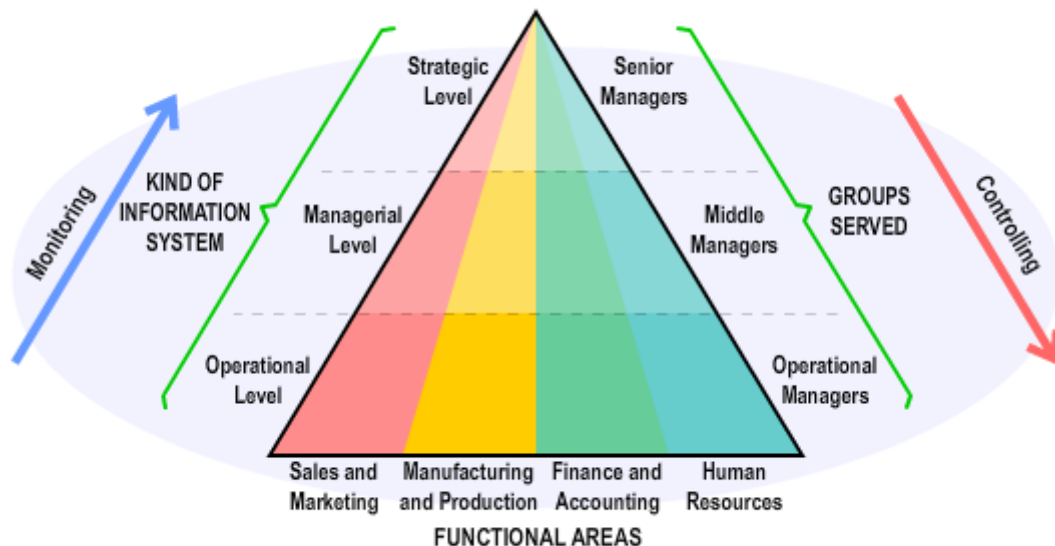 Strategic
Level
Senior
Managers
Monitoring
KIND OF
INFORMATION
SYSTEM
Managerial
Level
Middle
Managers
GROUPS
SERVED
Controlling
Operational
Level
Operational
Managers
Sales and
Marketing
Manufacturing
and Production
Finance and
Accounting
Human
Resources
FUNCTIONAL AREAS